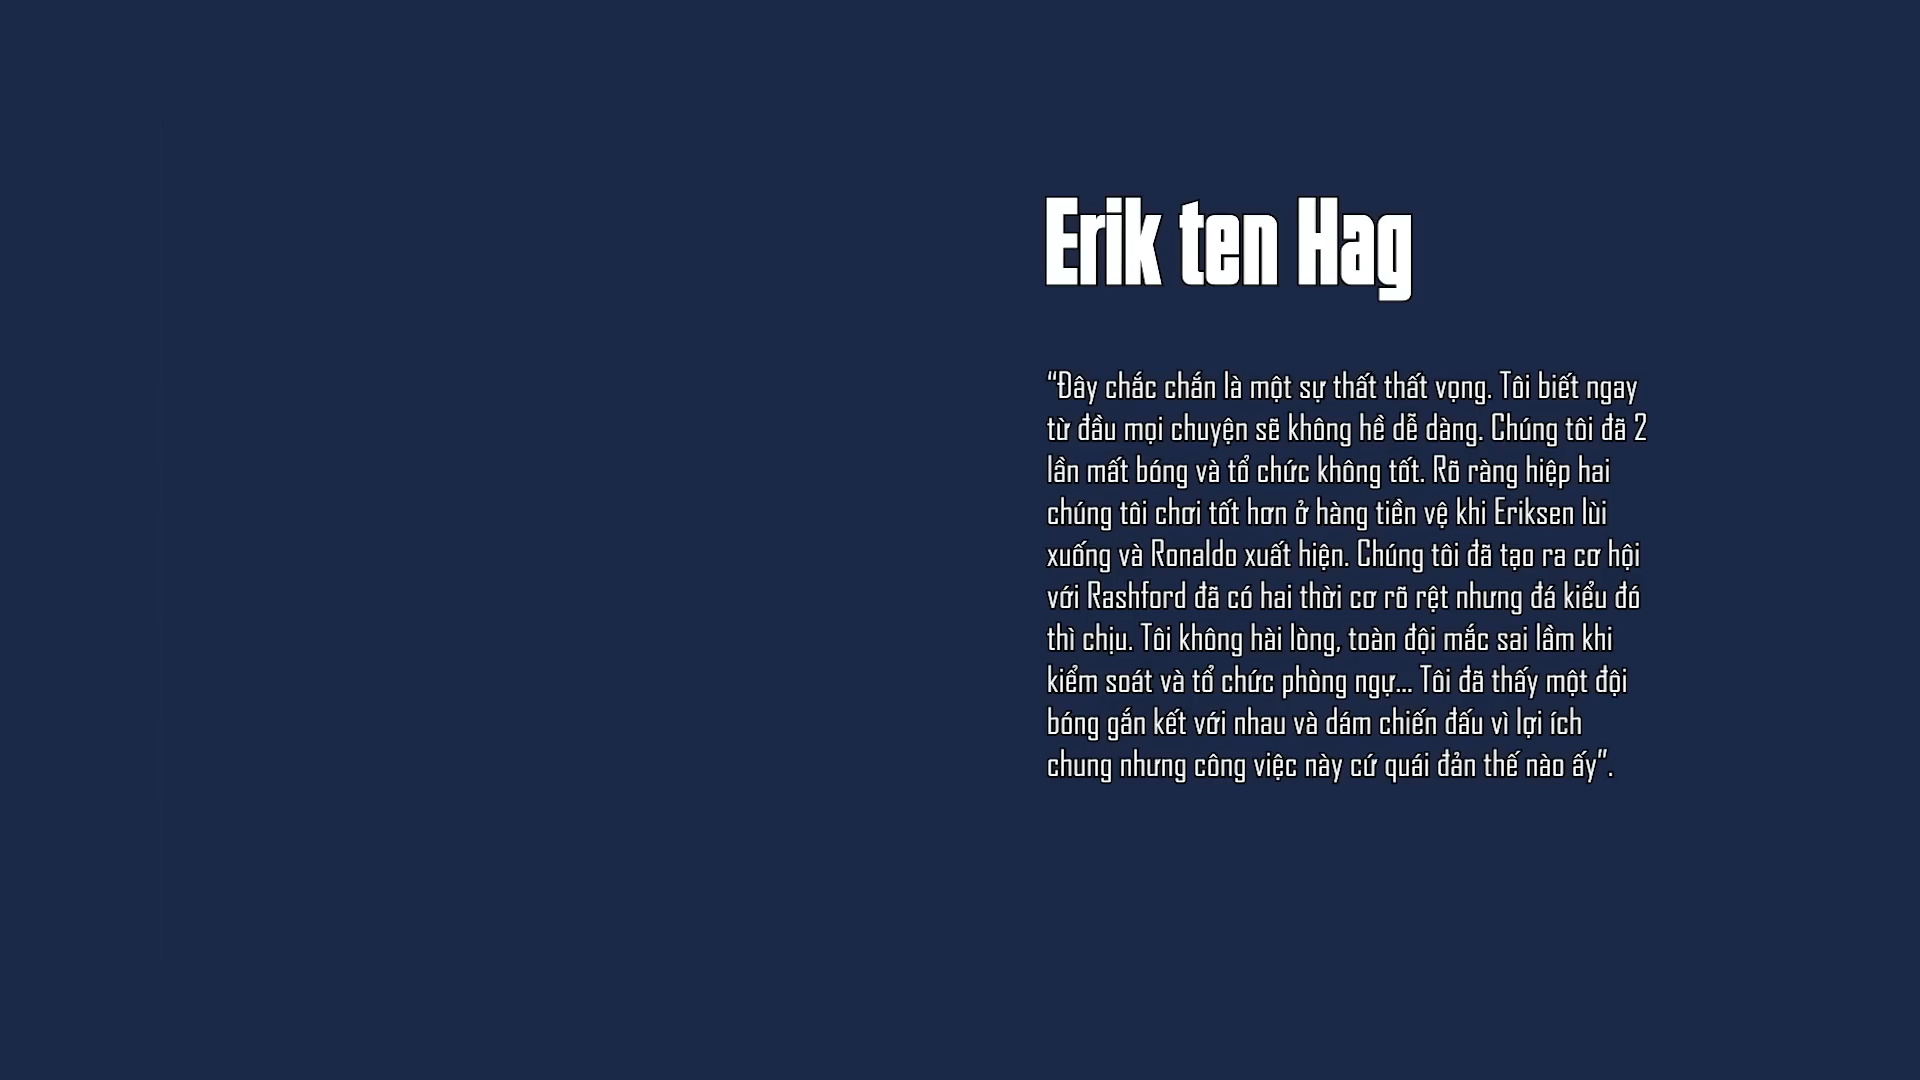 Erik ten Hag
“Đây chắc chắn là một sự thất thất vọng. Tôi biết ngay
từ đầu mọi chuyện sẽ không hề dễ dàng. Chúng tôi đã 2
lần mất bóng và tổ chức không tốt. Rõ ràng hiệp hai
chúng tôi chơi tốt hơn ở hàng tiền vệ khi Eriksen lùi
xuống và Ronaldo xuất hiện. Chúng tôi đã tạo ra cơ hội
với Rashford đã có hai thời cơ rõ rệt nhưng đá kiểu đó
thì chịu. Tôi không hài lòng, toàn đội mắc sai lầm khi
kiểm soát và tổ chức phòng ngự... Tôi đã thấy một đội
bóng gắn kết với nhau và dám chiến đấu vì lợi ích
chung nhưng công việc này cứ quái đản thế nào ấy”.